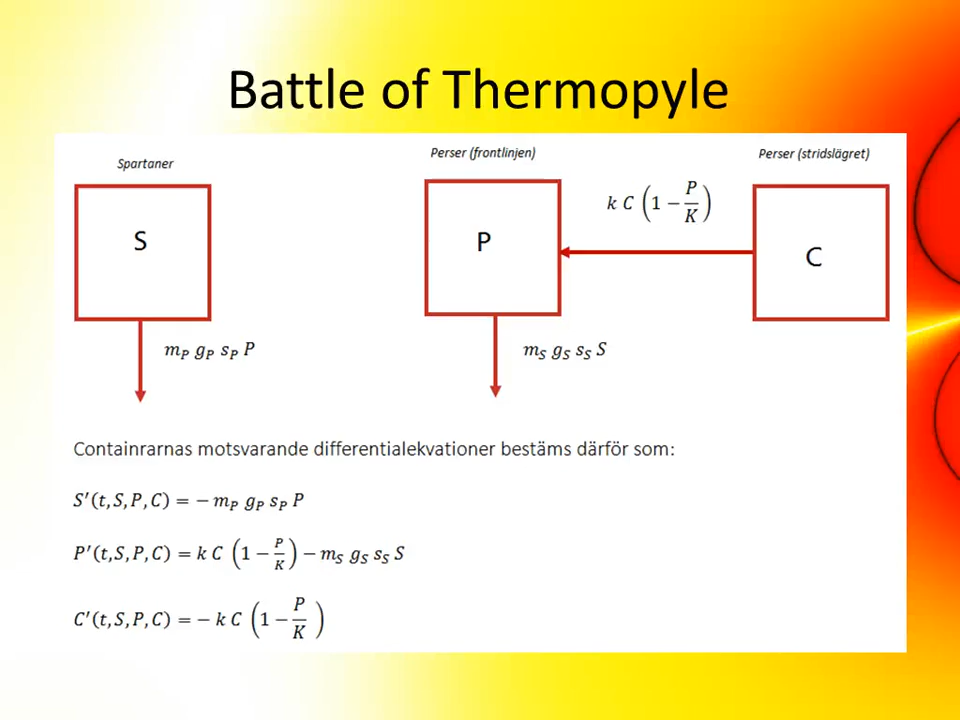 Battle of Thermopyle
Spartaner
Perser (frontlinjen)
Perser (stridslägret)
S
P
C
k C (1 − P/K)
m_P g_P s_P P
m_S g_S s_S S
Containrarnas motsvarande differentialekvationer bestäms därför som:
S′(t, S, P, C) = − m_P g_P s_P P
P′(t, S, P, C) = k C (1 − P/K) − m_S g_S s_S S
C′(t, S, P, C) = − k C (1 − P/K)